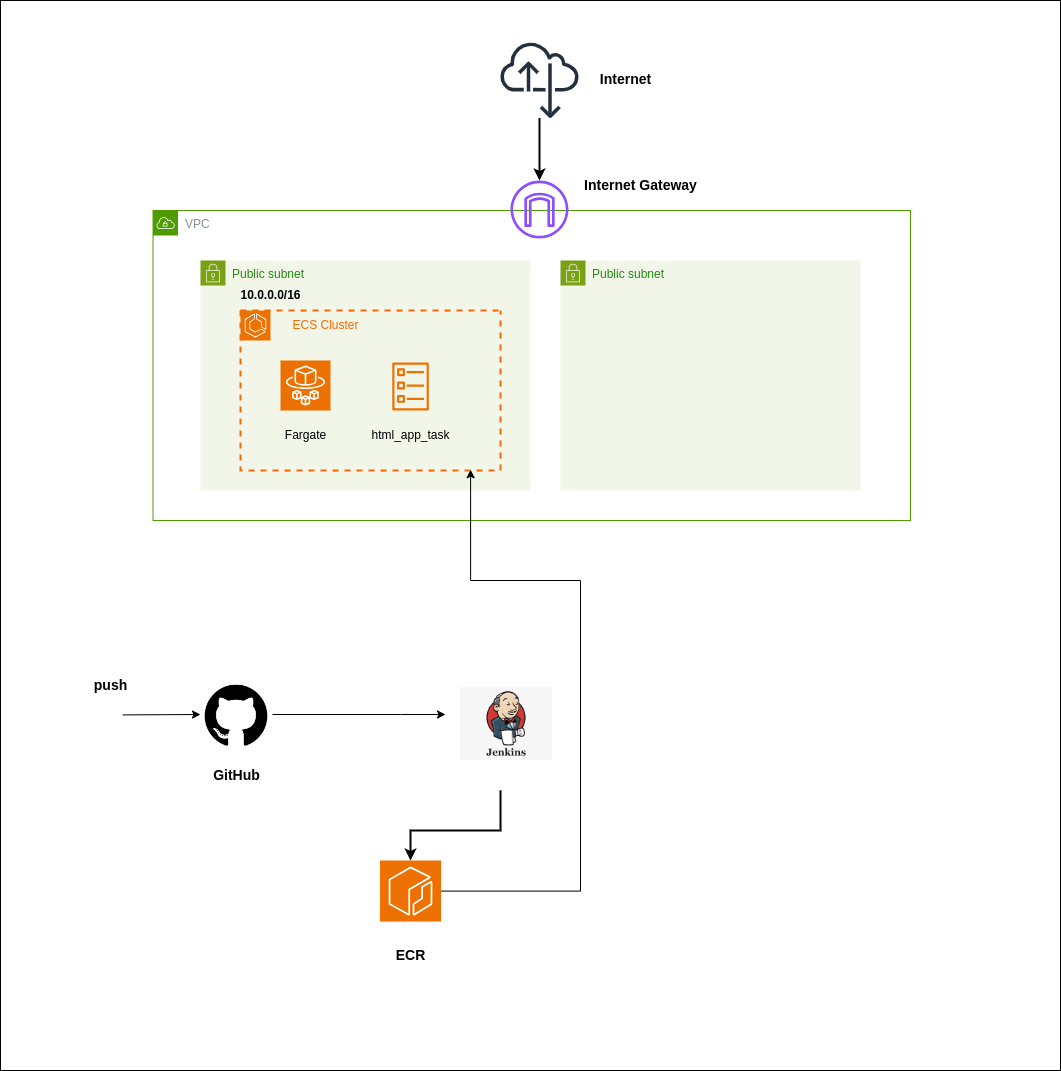 Internet
Internet Gateway
VPC
Public subnet
Public subnet
10.0.0.0/16
ECS Cluster
Fargate
html_app_task
push
GitHub
Jenkins
ECR